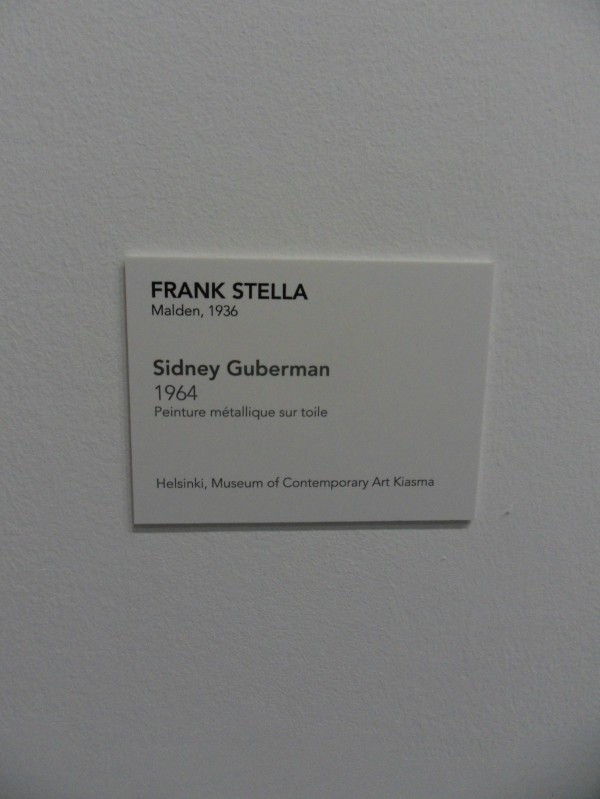 FRANK STELLA
Malden, 1936
Sidney Guberman
1964
Peinture métallique sur toile
Helsinki, Museum of Contemporary Art Kiasma